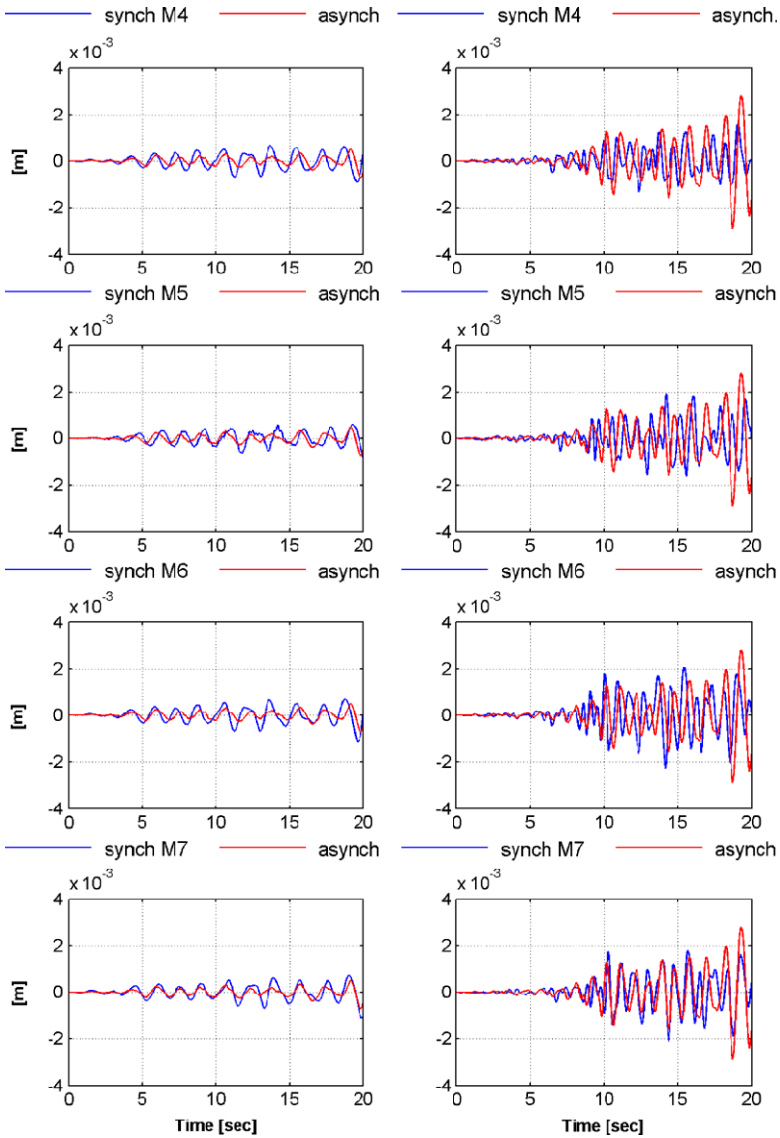 synch M4 asynch synch M4 asynch.
x 10^-3 x 10^-3
4 4
2 2
[m] 0 0
-2 -2
-4 -4
0 5 10 15 20 0 5 10 15 20
synch M5 asynch synch M5 asynch
x 10^-3 x 10^-3
4 4
2 2
[m] 0 0
-2 -2
-4 -4
0 5 10 15 20 0 5 10 15 20
synch M6 asynch synch M6 asynch
x 10^-3 x 10^-3
4 4
2 2
[m] 0 0
-2 -2
-4 -4
0 5 10 15 20 0 5 10 15 20
synch M7 asynch synch M7 asynch
x 10^-3 x 10^-3
4 4
2 2
[m] 0 0
-2 -2
-4 -4
0 5 10 15 20 0 5 10 15 20
Time [sec] Time [sec]